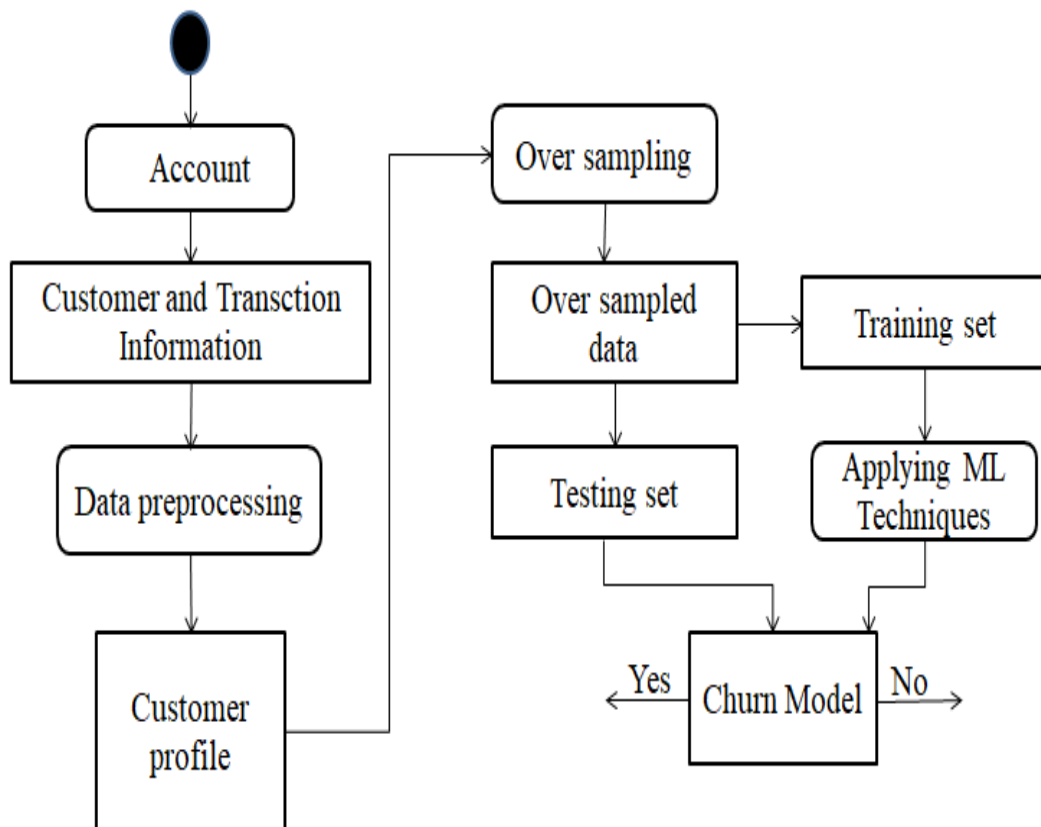 Account
Customer and Transction
Information
Data preprocessing
Customer
profile
Over sampling
Over sampled
data
Training set
Testing set
Applying ML
Techniques
Churn Model
Yes
No